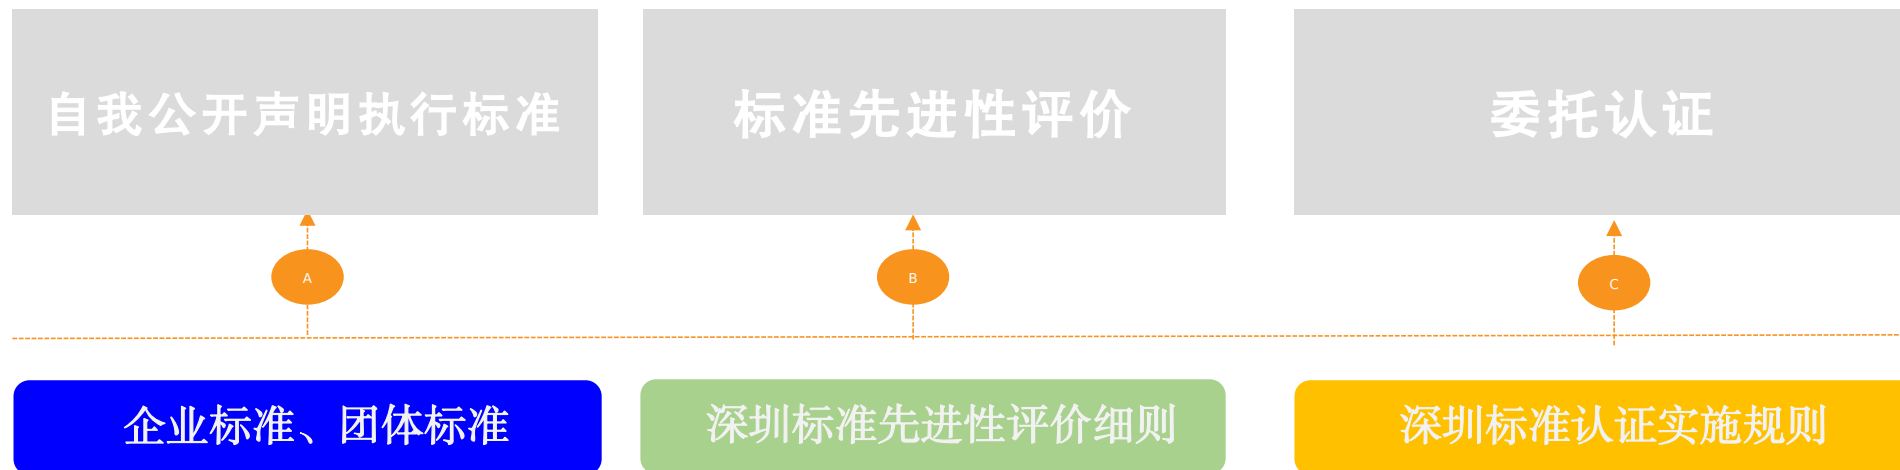 自我公开声明执行标准
标准先进性评价
委托认证
A
B
C
企业标准、团体标准
深圳标准先进性评价细则
深圳标准认证实施规则